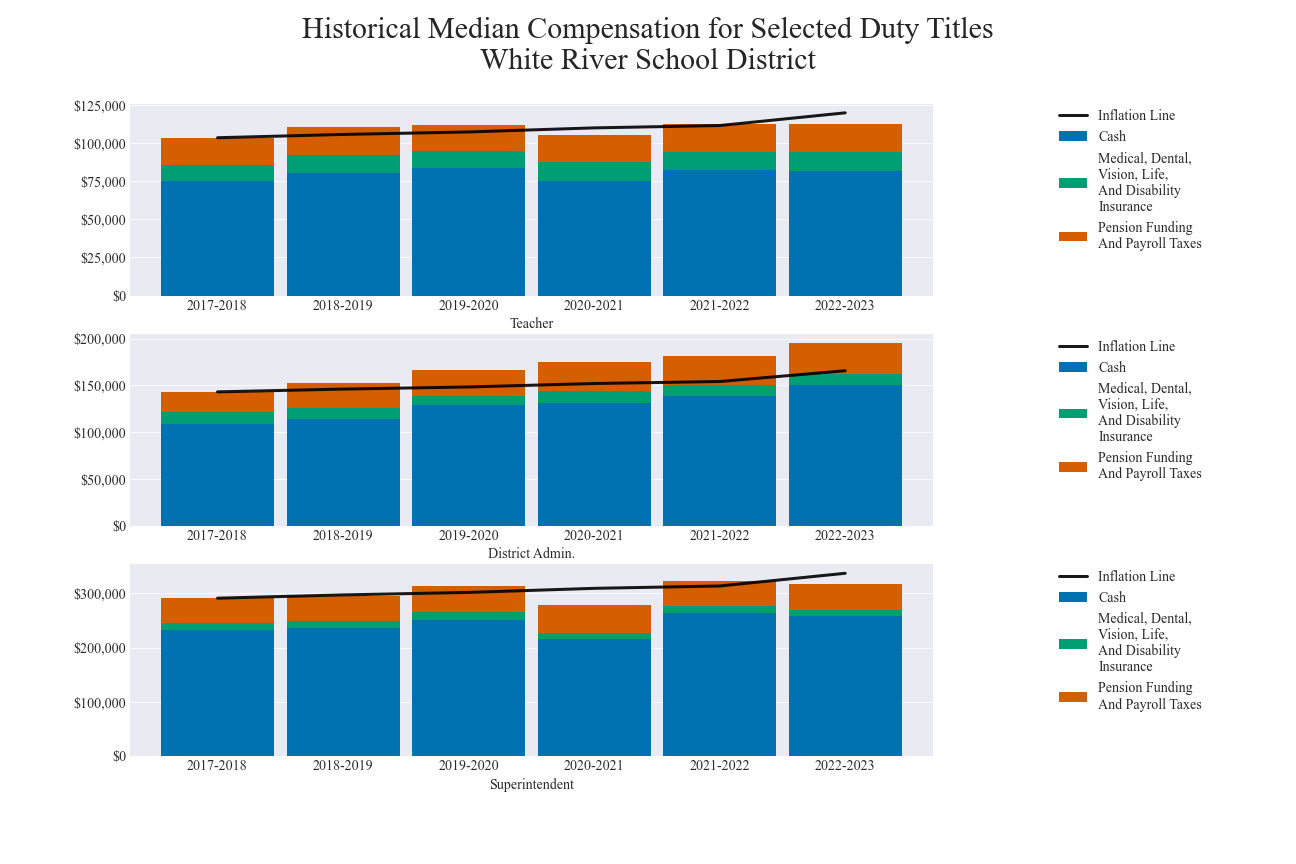 Historical Median Compensation for Selected Duty Titles
White River School District
$125,000
$100,000
$75,000
$50,000
$25,000
$0
2017-2018 2018-2019 2019-2020 2020-2021 2021-2022 2022-2023
Teacher
Inflation Line
Cash
Medical, Dental,
Vision, Life,
And Disability
Insurance
Pension Funding
And Payroll Taxes
$200,000
$150,000
$100,000
$50,000
$0
2017-2018 2018-2019 2019-2020 2020-2021 2021-2022 2022-2023
District Admin.
Inflation Line
Cash
Medical, Dental,
Vision, Life,
And Disability
Insurance
Pension Funding
And Payroll Taxes
$300,000
$200,000
$100,000
$0
2017-2018 2018-2019 2019-2020 2020-2021 2021-2022 2022-2023
Superintendent
Inflation Line
Cash
Medical, Dental,
Vision, Life,
And Disability
Insurance
Pension Funding
And Payroll Taxes